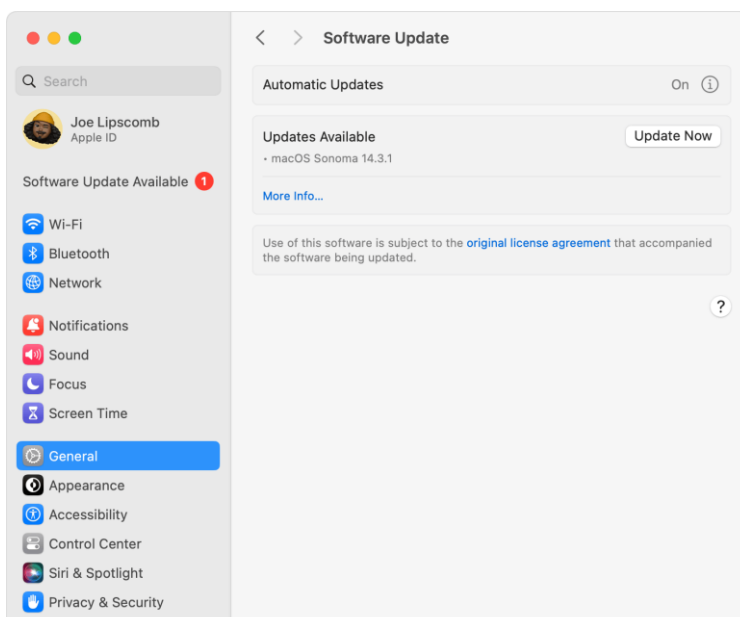 Software Update
Search
Joe Lipscomb
Apple ID
Software Update Available 1
Wi-Fi
Bluetooth
Network
Notifications
Sound
Focus
Screen Time
General
Appearance
Accessibility
Control Center
Siri & Spotlight
Privacy & Security
Automatic Updates On
Updates Available Update Now
• macOS Sonoma 14.3.1
More Info...
Use of this software is subject to the original license agreement that accompanied
the software being updated.
?